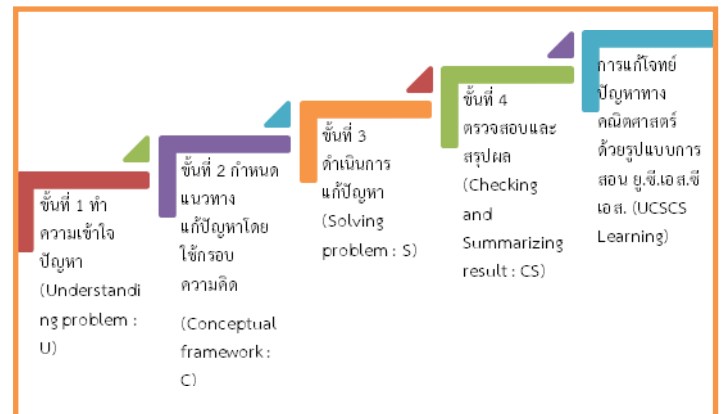 ขั้นที่ 1 ทำ
ความเข้าใจ
ปัญหา
(Understandi
ng problem :
U)
ขั้นที่ 2 กำหนด
แนวทาง
แก้ปัญหาโดย
ใช้กรอบ
ความคิด
(Conceptual
framework :
C)
ขั้นที่ 3
ดำเนินการ
แก้ปัญหา
(Solving
problem : S)
ขั้นที่ 4
ตรวจสอบและ
สรุปผล
(Checking
and
Summarizing
result : CS)
การแก้โจทย์
ปัญหาทาง
คณิตศาสตร์
ด้วยรูปแบบการ
สอน ยู.ซี.เอส.ซี
เอส. (UCSCS
Learning)